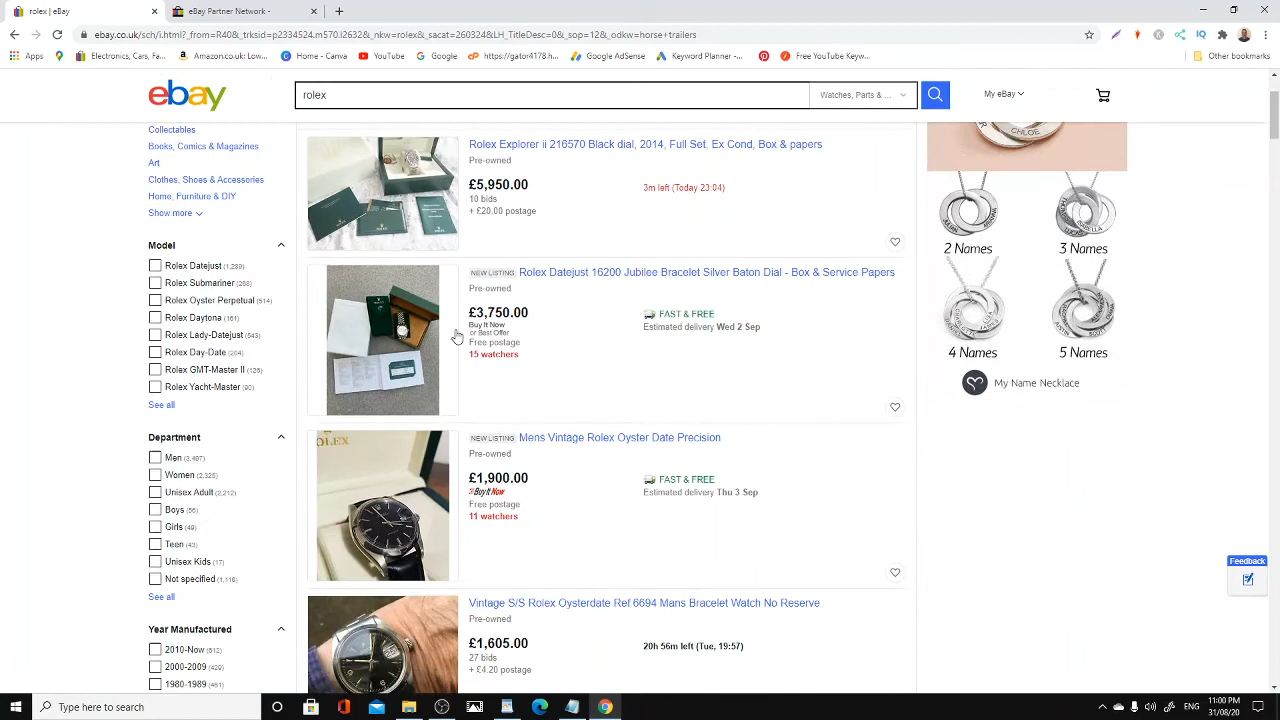 rolex | eBay
eBay Partner Network -
ebay.co.uk/sch/i.html?_from=R40&_trksid=p2334524.m570.l2632&_nkw=rolex&_sacat=260324&LH_TitleDesc=0&_sop=12&_odkw=horse+trailers
Apps
Electronics, Cars, Fa...
Amazon.co.uk: Low...
Home - Canva
YouTube
Google
https://gator4178.h...
Google AdSense
Keyword Planner -...
Free YouTube Keyw...
Other bookmarks
ebay
rolex
Watches, Parts & ...
My eBay
Collectables
Books, Comics & Magazines
Art
Clothes, Shoes & Accessories
Home, Furniture & DIY
Show more
Model
Rolex Datejust (1,289)
Rolex Submariner (268)
Rolex Oyster Perpetual (514)
Rolex Daytona (161)
Rolex Lady-Datejust (543)
Rolex Day-Date (204)
Rolex GMT-Master II (126)
Rolex Yacht-Master (90)
See all
Department
Men (3,497)
Women (2,325)
Unisex Adult (2,212)
Boys (56)
Girls (49)
Teen (43)
Unisex Kids (17)
Not specified (1,116)
See all
Year Manufactured
2010-Now (612)
2000-2009 (429)
1980-1989 (461)
Rolex Explorer ii 216570 Black dial, 2014, Full Set, Ex Cond, Box & papers
Pre-owned
£5,950.00
10 bids
+ £20.00 postage
3m left (Today 23:04)
NEW LISTING Rolex Datejust 16200 Jubilee Bracelet Silver Baton Dial - Box & Service Papers
Pre-owned
£3,750.00
Buy It Now
or Best Offer
Free postage
15 watchers
FAST & FREE
Estimated delivery Wed 2 Sep
ROLEX
NEW LISTING Mens Vintage Rolex Oyster Date Precision
Pre-owned
£1,900.00
Buy It Now
Free postage
11 watchers
FAST & FREE
Estimated delivery Thu 3 Sep
Vintage S/S Rolex Oysterdate Ref 6694 Mans Bracelet Watch No Reserve
Pre-owned
£1,605.00
27 bids
+ £4.20 postage
20h 56m left (Tue, 19:57)
CHLOE
2 Names
3 Names
4 Names
5 Names
My Name Necklace
Feedback
Type here to search
ENG
11:00 PM
31/08/20